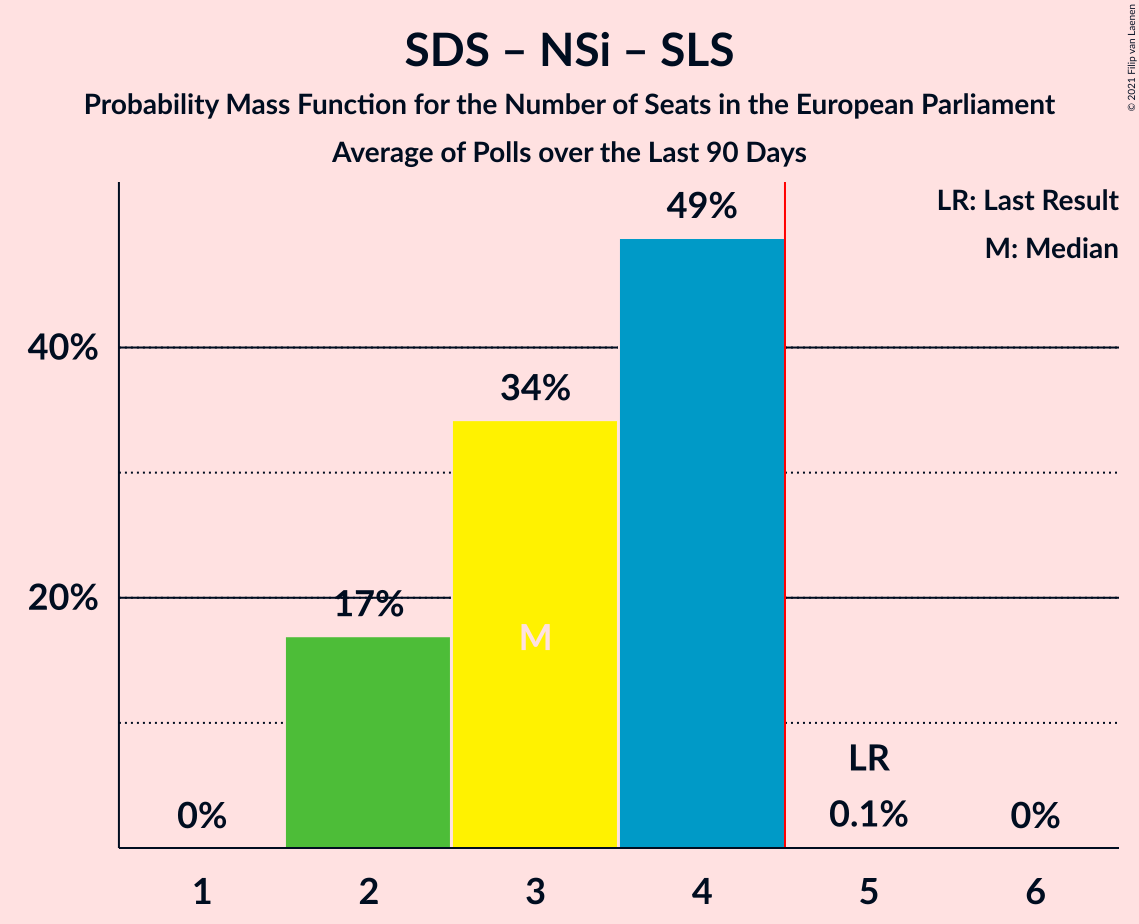 SDS – NSi – SLS
Probability Mass Function for the Number of Seats in the European Parliament
Average of Polls over the Last 90 Days
© 2021 Filip van Laenen
LR: Last Result
M: Median
49%
40%
34%
20%
17%
M
LR
0%
0.1%
0%
1 2 3 4 5 6